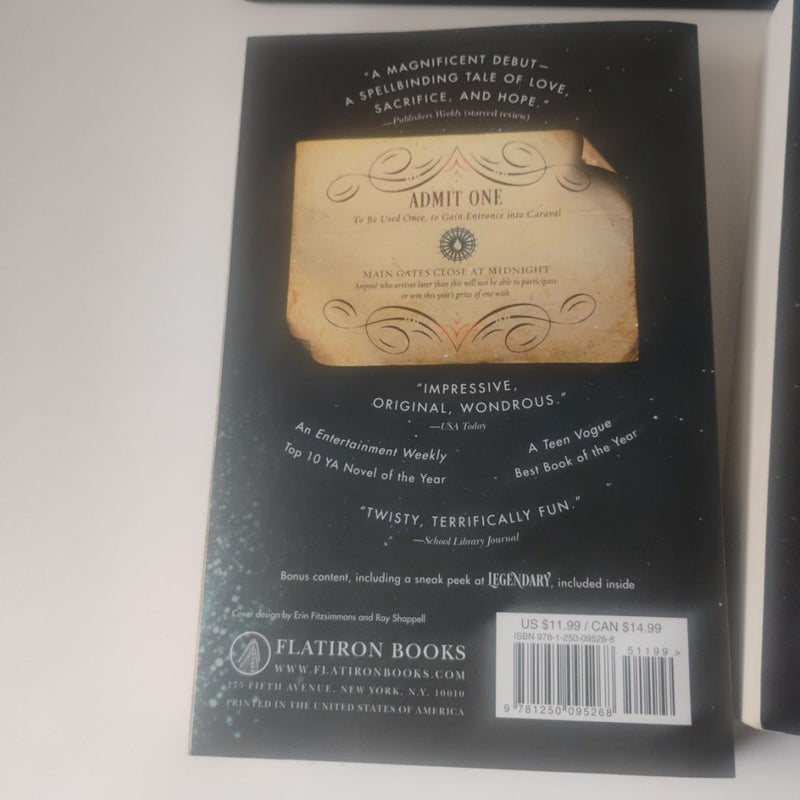 "A MAGNIFICENT DEBUT—
A SPELLBINDING TALE OF LOVE,
SACRIFICE, AND HOPE."
—Publishers Weekly (starred review)
ADMIT ONE
To Be Used Once, to Gain Entrance into Caraval
MAIN GATES CLOSE AT MIDNIGHT
Anyone who arrives later than this will not be able to participate,
or win this year's prize of one wish
"IMPRESSIVE,
ORIGINAL, WONDROUS."
—USA Today
An Entertainment Weekly
Top 10 YA Novel of the Year
A Teen Vogue
Best Book of the Year
"TWISTY, TERRIFICALLY FUN."
—School Library Journal
Bonus content, including a sneak peek at LEGENDARY, included inside
Cover design by Erin Fitzsimmons and Ray Shappell
FLATIRON BOOKS
WWW.FLATIRONBOOKS.COM
175 FIFTH AVENUE, NEW YORK, N.Y. 10010
PRINTED IN THE UNITED STATES OF AMERICA
US $11.99 / CAN $14.99
ISBN 978-1-250-09526-8
51199 >
9 781250 095268